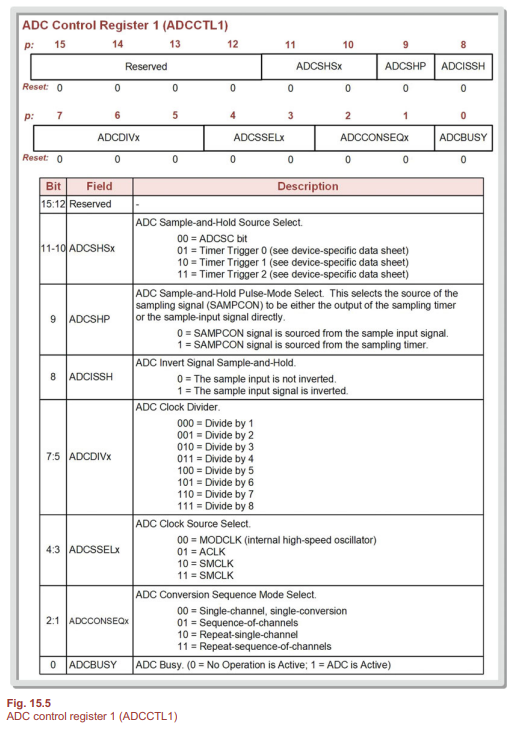 ADC Control Register 1 (ADCCTL1)
p: 15 14 13 12 11 10 9 8
Reserved ADCSHSx ADCSHP ADCISSH
Reset: 0 0 0 0 0 0 0 0
p: 7 6 5 4 3 2 1 0
ADCDIVx ADCSSELx ADCCONSEQx ADCBUSY
Reset: 0 0 0 0 0 0 0 0
Bit Field Description
15:12 Reserved -
ADC Sample-and-Hold Source Select.
00 = ADCSC bit
11-10 ADCSHSx 01 = Timer Trigger 0 (see device-specific data sheet)
10 = Timer Trigger 1 (see device-specific data sheet)
11 = Timer Trigger 2 (see device-specific data sheet)
ADC Sample-and-Hold Pulse-Mode Select. This selects the source of the
sampling signal (SAMPCON) to be either the output of the sampling timer
or the sample-input signal directly.
9 ADCSHP
0 = SAMPCON signal is sourced from the sample input signal.
1 = SAMPCON signal is sourced from the sampling timer.
ADC Invert Signal Sample-and-Hold.
8 ADCISSH 0 = The sample input is not inverted.
1 = The sample input signal is inverted.
ADC Clock Divider.
000 = Divide by 1
001 = Divide by 2
010 = Divide by 3
7:5 ADCDIVx 011 = Divide by 4
100 = Divide by 5
101 = Divide by 6
110 = Divide by 7
111 = Divide by 8
ADC Clock Source Select.
00 = MODCLK (internal high-speed oscillator)
4:3 ADCSSELx 01 = ACLK
10 = SMCLK
11 = SMCLK
ADC Conversion Sequence Mode Select.
00 = Single-channel, single-conversion
2:1 ADCCONSEQx 01 = Sequence-of-channels
10 = Repeat-single-channel
11 = Repeat-sequence-of-channels
0 ADCBUSY ADC Busy. (0 = No Operation is Active; 1 = ADC is Active)
Fig. 15.5
ADC control register 1 (ADCCTL1)